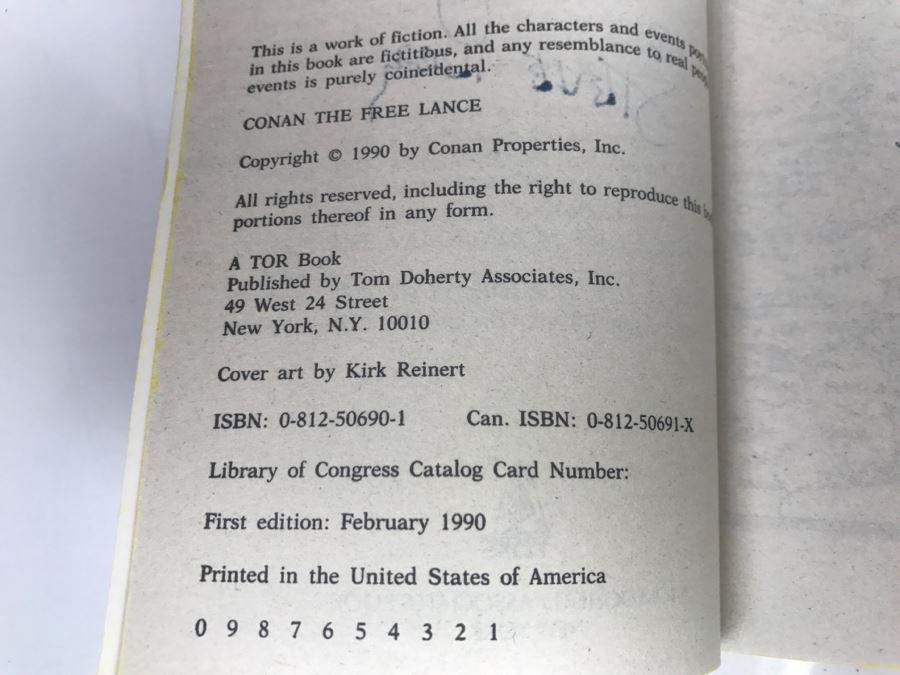 This is a work of fiction. All the characters and events
in this book are fictitious, and any resemblance to real
events is purely coincidental.
CONAN THE FREE LANCE
Copyright © 1990 by Conan Properties, Inc.
All rights reserved, including the right to reproduce this
portions thereof in any form.
A TOR Book
Published by Tom Doherty Associates, Inc.
49 West 24 Street
New York, N.Y. 10010
Cover art by Kirk Reinert
ISBN: 0-812-50690-1 Can. ISBN: 0-812-50691-X
Library of Congress Catalog Card Number:
First edition: February 1990
Printed in the United States of America
0 9 8 7 6 5 4 3 2 1